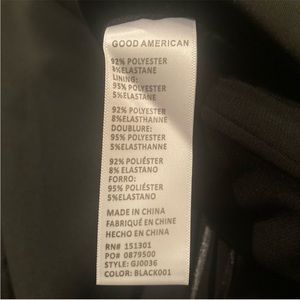 GOOD AMERICAN
92% POLYESTER
8%ELASTANE
LINING:
95% POLYESTER
5%ELASTANE
92% POLYESTER
8%ELASTHANNE
DOUBLURE:
95% POLYESTER
5%ELASTHANNE
92% POLIÉSTER
8% ELASTANO
FORRO:
95% POLIÉSTER
5%ELASTANO
MADE IN CHINA
FABRIQUÉ EN CHINE
HECHO EN CHINA
RN# 151301
PO# 0879500
STYLE: GJ0036
COLOR: BLACK001